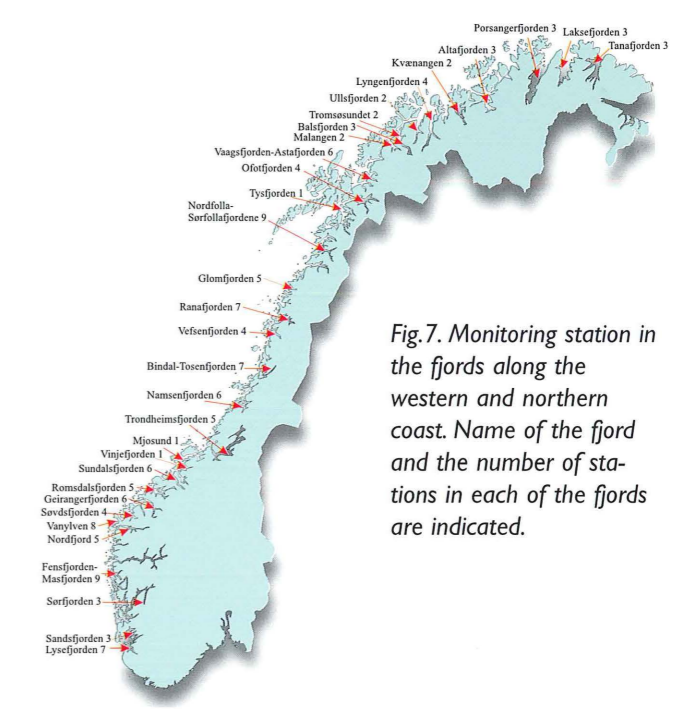 Porsangerfjorden 3
Laksefjorden 3
Altafjorden 3
Tanafjorden 3
Kvænangen 2
Lyngenfjorden 4
Ullsfjorden 2
Tromsøsundet 2
Balsfjorden 3
Malangen 2
Vaagsfjorden-Astafjorden 6
Ofotfjorden 4
Tysfjorden 1
Nordfolla-
Sørfollafjordene 9
Glomfjorden 5
Ranafjorden 7
Vefsenfjorden 4
Bindal-Tosenfjorden 7
Namsenfjorden 6
Trondheimsfjorden 5
Mjosund 1
Vinjefjorden 1
Sundalsfjorden 6
Romsdalsfjorden 5
Geirangerfjorden 6
Søvdsfjorden 4
Vanylven 8
Nordfjord 5
Fensfjorden-
Masfjorden 9
Sørfjorden 3
Sandsfjorden 3
Lysefjorden 7
Fig.7. Monitoring station in
the fjords along the
western and northern
coast. Name of the fjord
and the number of sta-
tions in each of the fjords
are indicated.